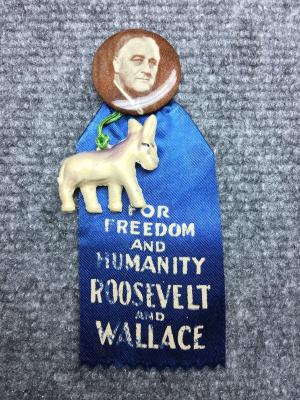 FOR
FREEDOM
AND
HUMANITY
ROOSEVELT
AND
WALLACE